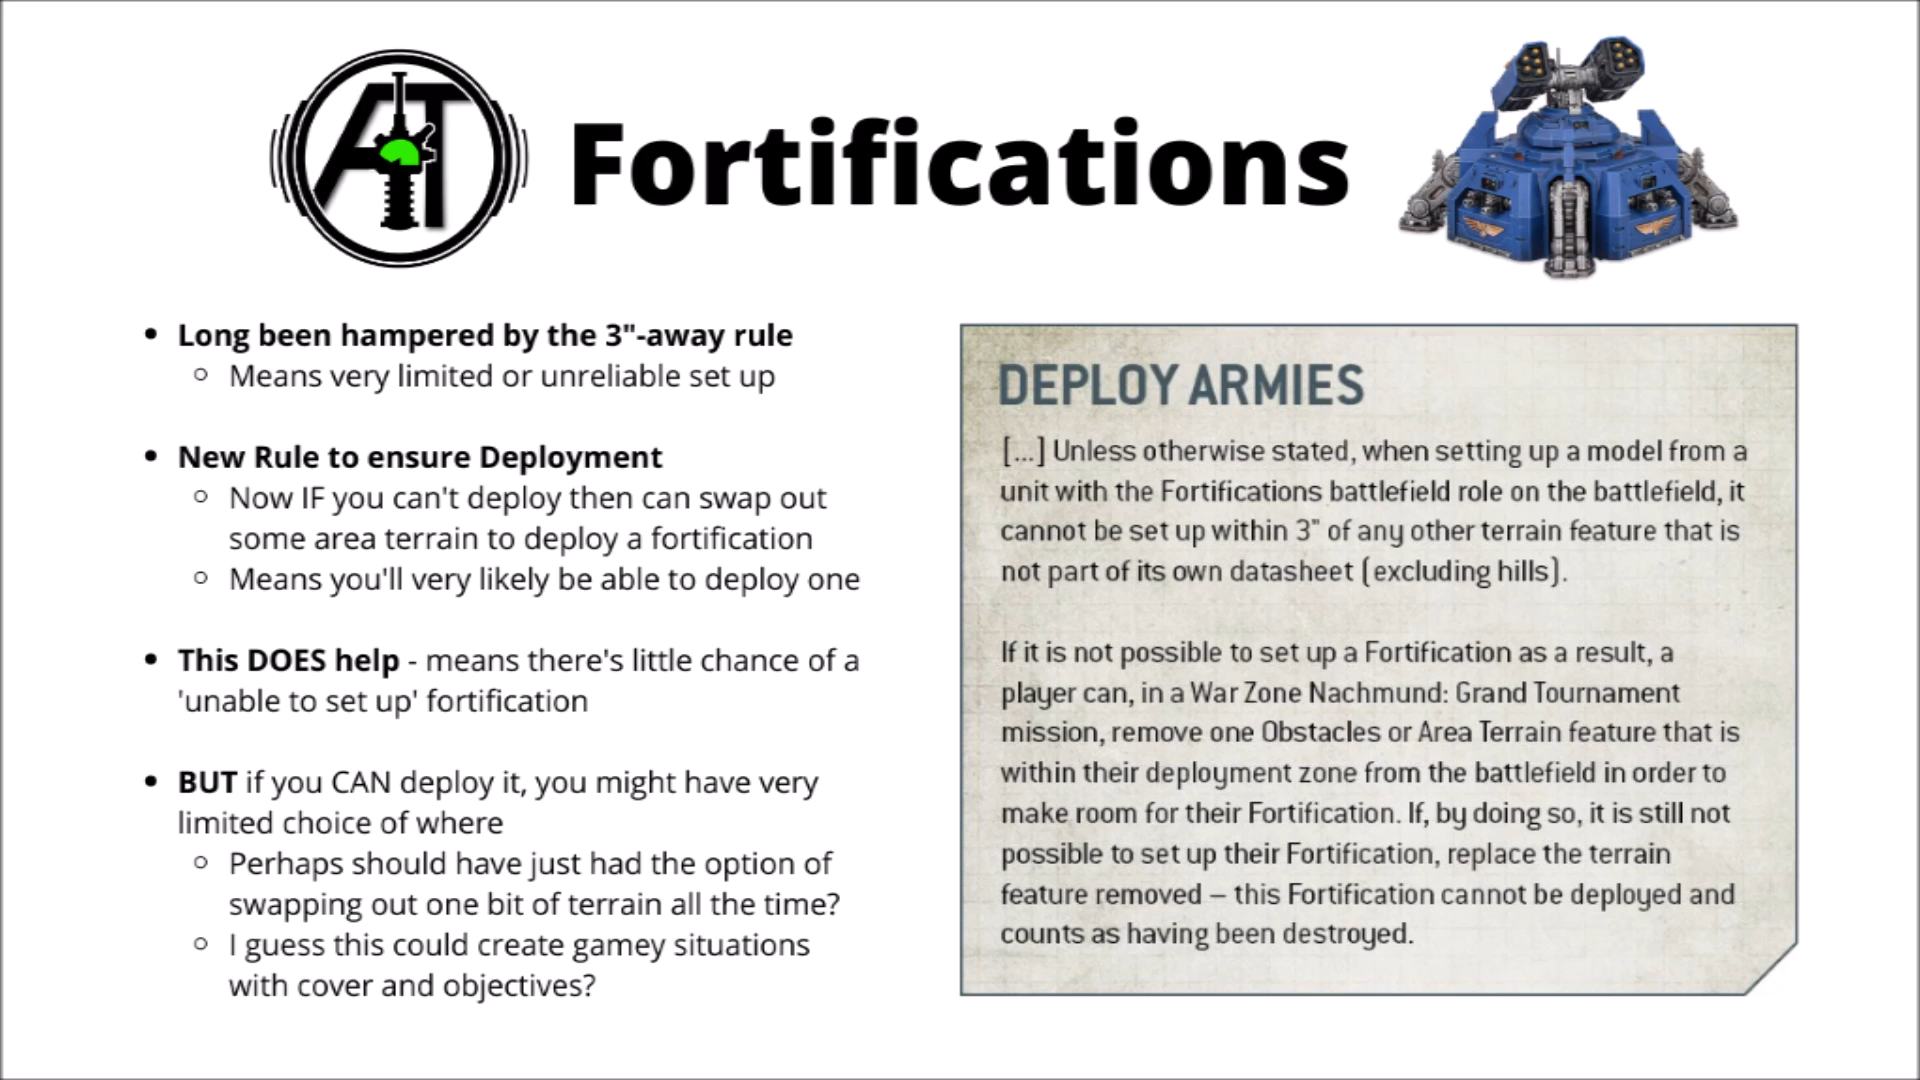 AT
Fortifications
• Long been hampered by the 3"-away rule
○ Means very limited or unreliable set up
• New Rule to ensure Deployment
○ Now IF you can't deploy then can swap out
some area terrain to deploy a fortification
○ Means you'll very likely be able to deploy one
• This DOES help - means there's little chance of a
'unable to set up' fortification
• BUT if you CAN deploy it, you might have very
limited choice of where
○ Perhaps should have just had the option of
swapping out one bit of terrain all the time?
○ I guess this could create gamey situations
with cover and objectives?
DEPLOY ARMIES
[...] Unless otherwise stated, when setting up a model from a
unit with the Fortifications battlefield role on the battlefield, it
cannot be set up within 3" of any other terrain feature that is
not part of its own datasheet (excluding hills).
If it is not possible to set up a Fortification as a result, a
player can, in a War Zone Nachmund: Grand Tournament
mission, remove one Obstacles or Area Terrain feature that is
within their deployment zone from the battlefield in order to
make room for their Fortification. If, by doing so, it is still not
possible to set up their Fortification, replace the terrain
feature removed – this Fortification cannot be deployed and
counts as having been destroyed.